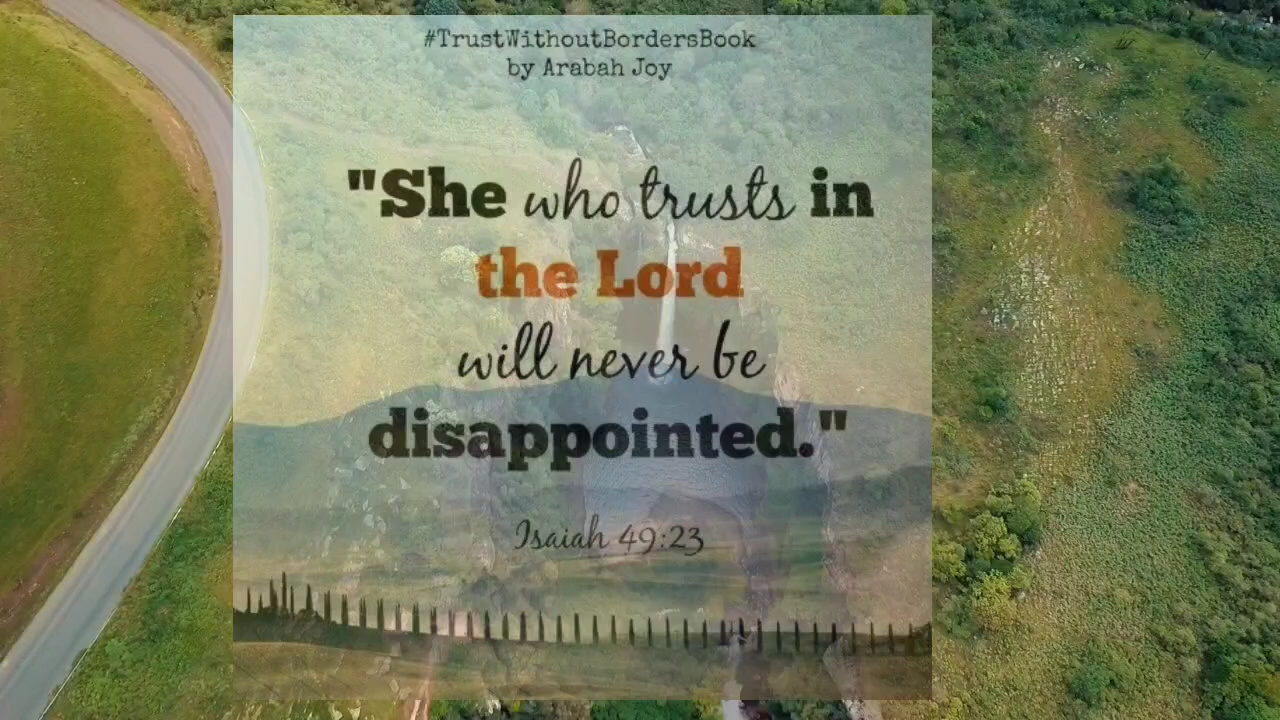 #TrustWithoutBordersBook
by Arabah Joy
"She who trusts in
the Lord
will never be
disappointed."
Isaiah 49:23